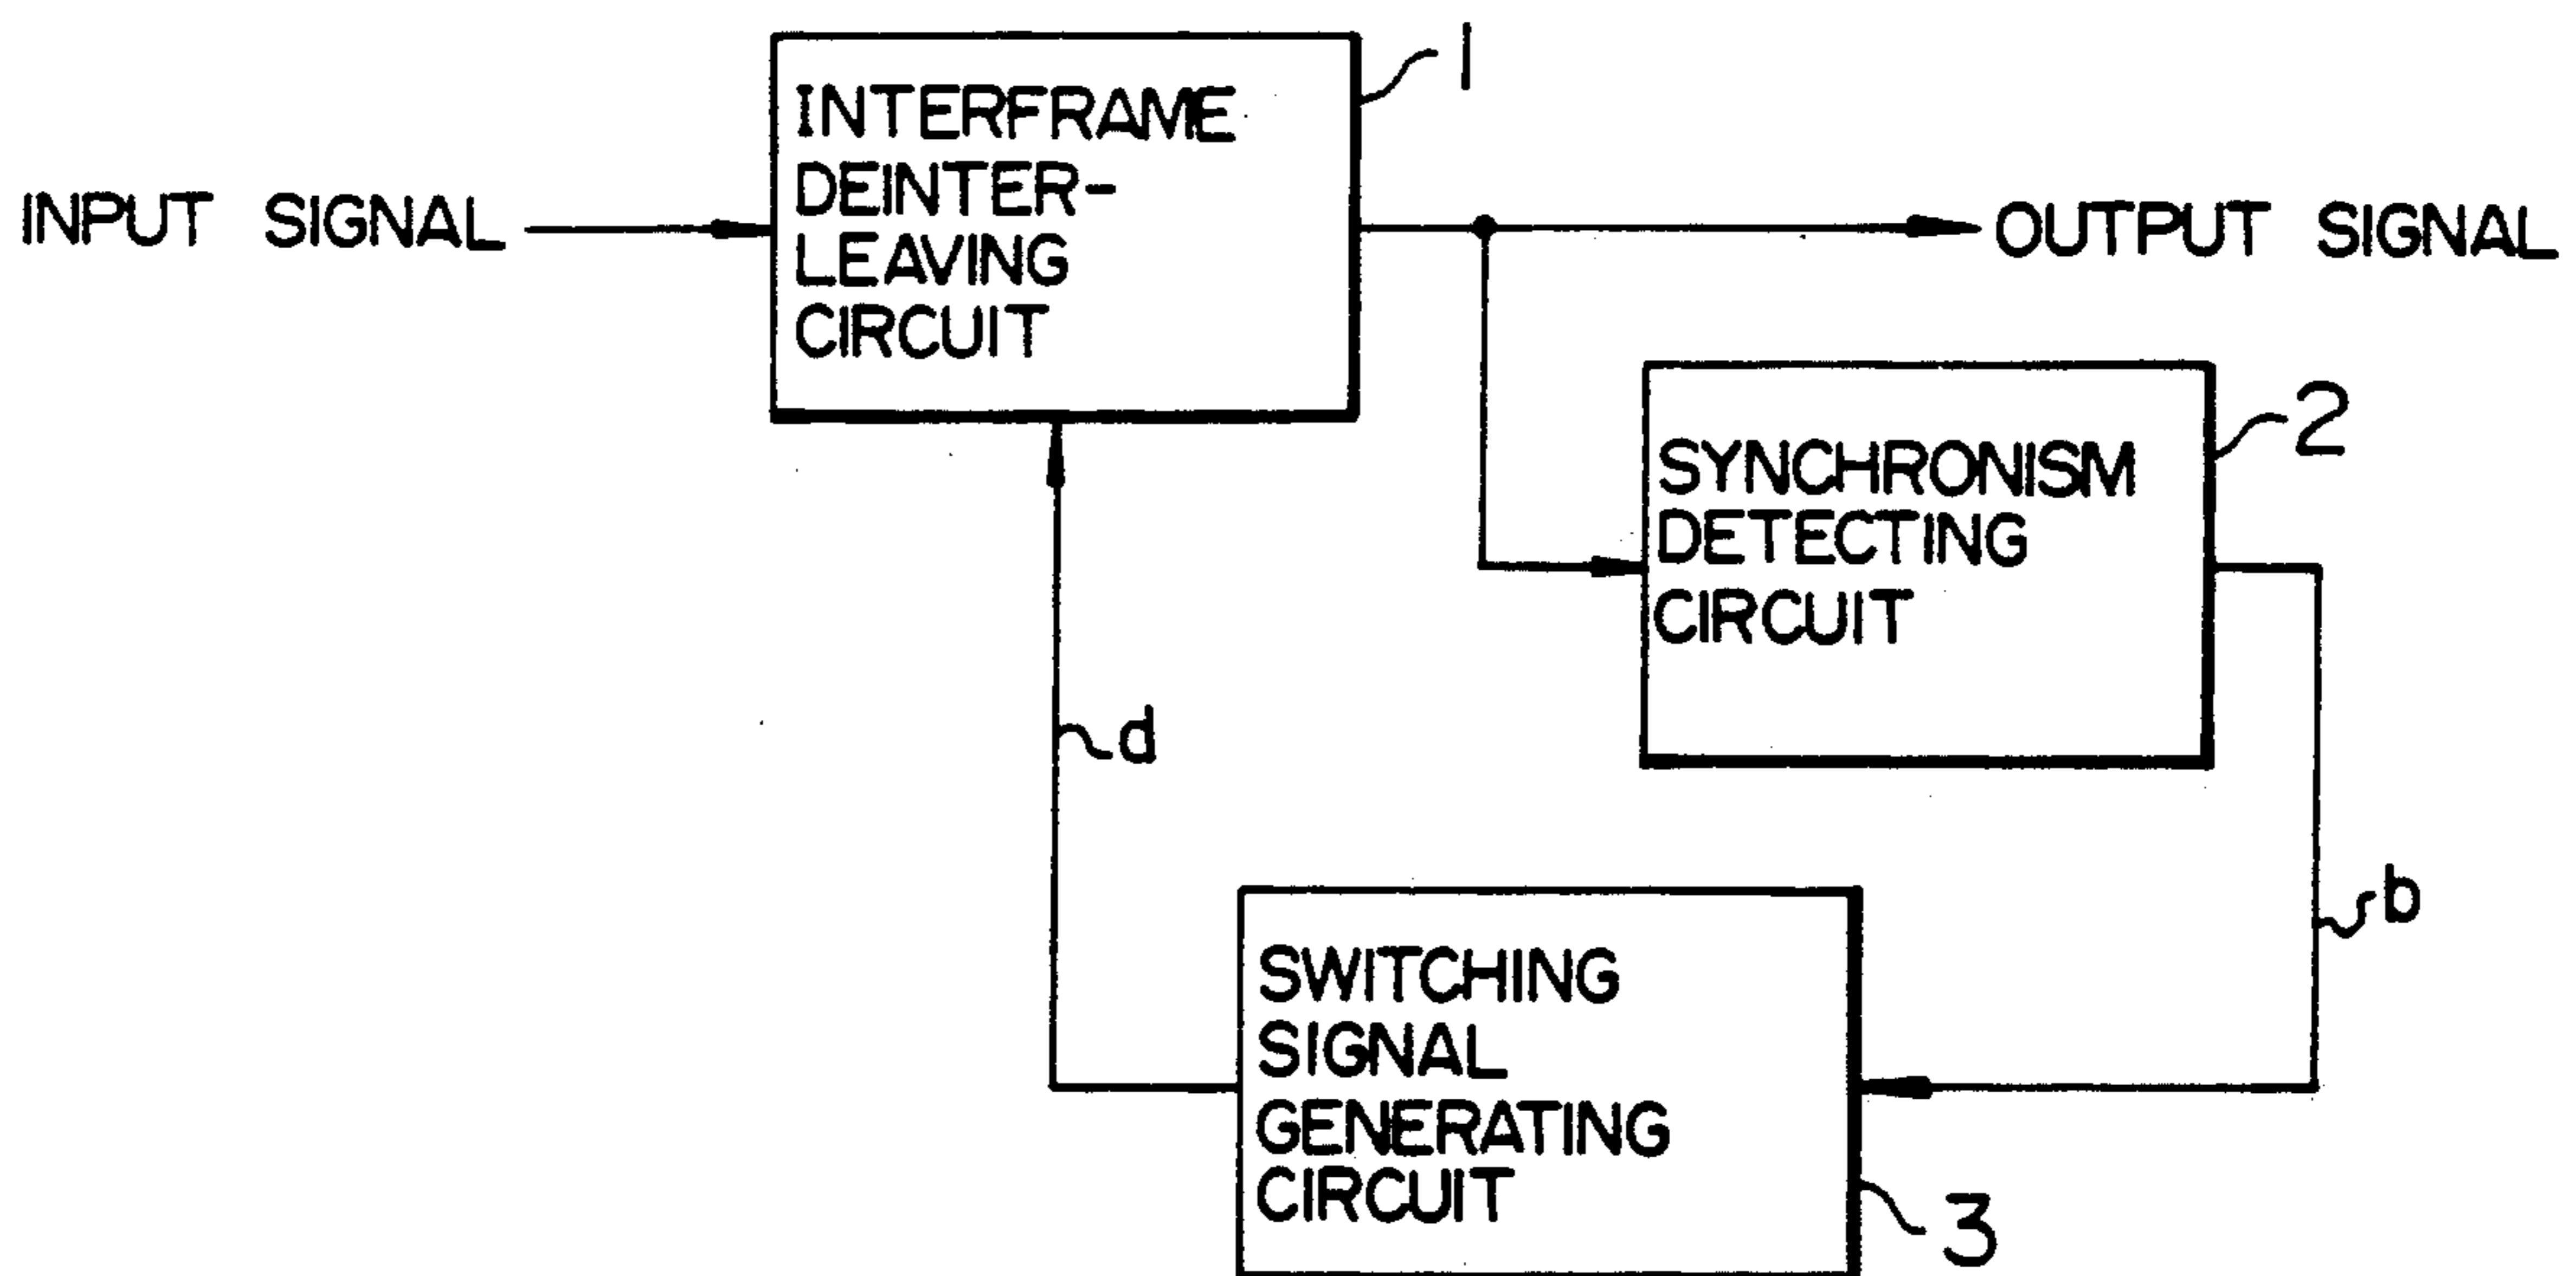 1
INTERFRAME
DEINTER-
LEAVING
CIRCUIT
INPUT SIGNAL
OUTPUT SIGNAL
2
SYNCHRONISM
DETECTING
CIRCUIT
d
b
SWITCHING
SIGNAL
GENERATING
CIRCUIT
3